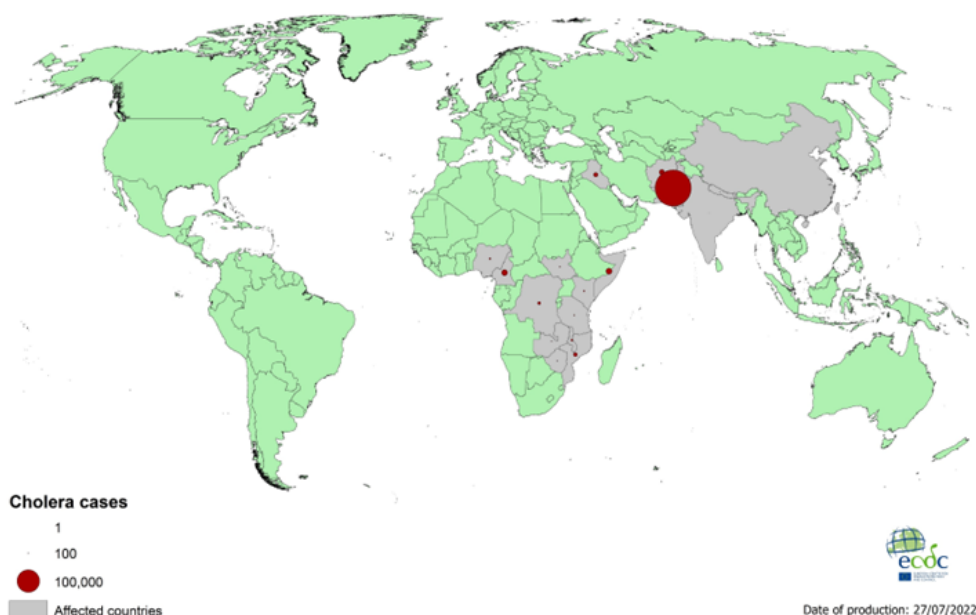 Cholera cases
1
100
100,000
Affected countries
ecdc
Date of production: 27/07/2022